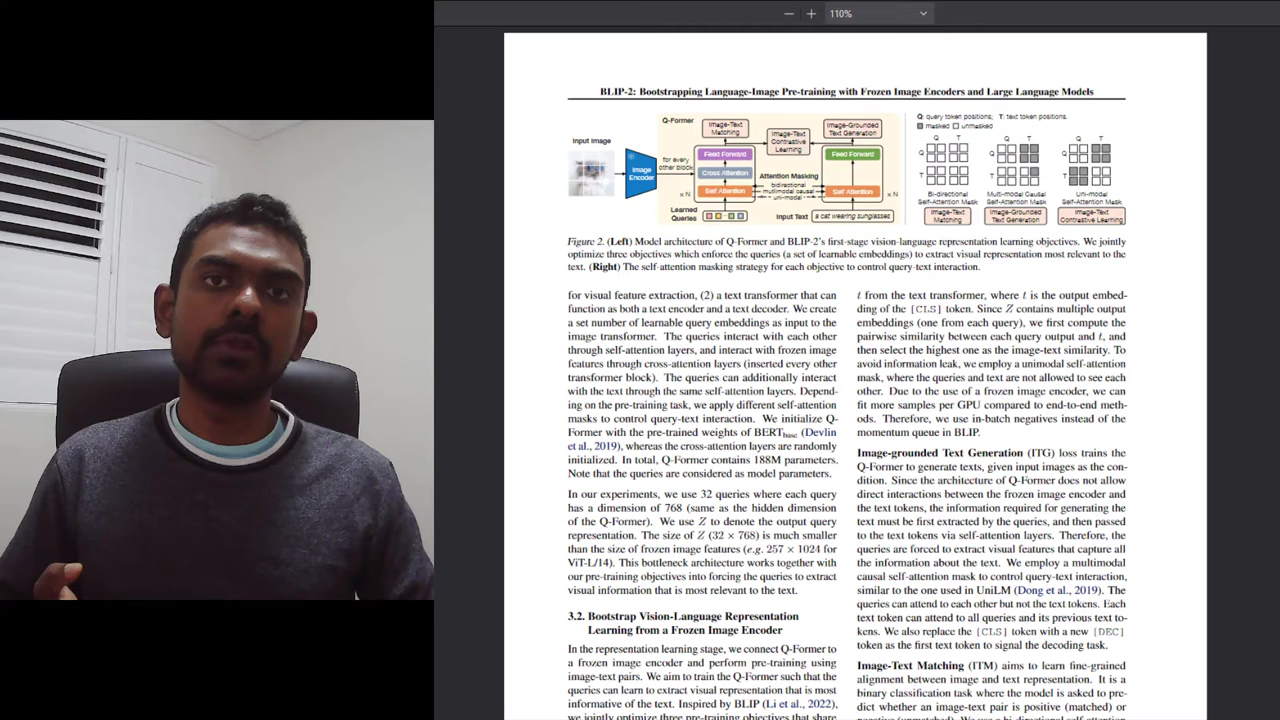 110%
BLIP-2: Bootstrapping Language-Image Pre-training with Frozen Image Encoders and Large Language Models
Q-Former
Image-Text
Matching
Image-Text
Contrastive
Learning
Image-Grounded
Text Generation
Input Image
Image
Encoder
for every
other block
Feed Forward
Cross Attention
Self Attention
× N
Attention Masking
bidirectional
multimodal causal
uni-modal
Feed Forward
Self Attention
× N
Learned
Queries
Input Text
a cat wearing sunglasses
Q: query token positions; T: text token positions.
masked unmasked
Q T
Q
T
Bi-directional
Self-Attention Mask
Image-Text
Matching
Q T
Q
T
Multi-modal Causal
Self-Attention Mask
Image-Grounded
Text Generation
Q T
Q
T
Uni-modal
Self-Attention Mask
Image-Text
Contrastive Learning
Figure 2. (Left) Model architecture of Q-Former and BLIP-2's first-stage vision-language representation learning objectives. We jointly
optimize three objectives which enforce the queries (a set of learnable embeddings) to extract visual representation most relevant to the
text. (Right) The self-attention masking strategy for each objective to control query-text interaction.
for visual feature extraction, (2) a text transformer that can
function as both a text encoder and a text decoder. We create
a set number of learnable query embeddings as input to the
image transformer. The queries interact with each other
through self-attention layers, and interact with frozen image
features through cross-attention layers (inserted every other
transformer block). The queries can additionally interact
with the text through the same self-attention layers. Depend-
ing on the pre-training task, we apply different self-attention
masks to control query-text interaction. We initialize Q-
Former with the pre-trained weights of BERTbase (Devlin
et al., 2019), whereas the cross-attention layers are randomly
initialized. In total, Q-Former contains 188M parameters.
Note that the queries are considered as model parameters.
In our experiments, we use 32 queries where each query
has a dimension of 768 (same as the hidden dimension
of the Q-Former). We use Z to denote the output query
representation. The size of Z (32 × 768) is much smaller
than the size of frozen image features (e.g. 257 × 1024 for
ViT-L/14). This bottleneck architecture works together with
our pre-training objectives into forcing the queries to extract
visual information that is most relevant to the text.
3.2. Bootstrap Vision-Language Representation
Learning from a Frozen Image Encoder
In the representation learning stage, we connect Q-Former to
a frozen image encoder and perform pre-training using
image-text pairs. We aim to train the Q-Former such that the
queries can learn to extract visual representation that is most
informative of the text. Inspired by BLIP (Li et al., 2022),
we jointly optimize three pre-training objectives that share
t from the text transformer, where t is the output embed-
ding of the [CLS] token. Since Z contains multiple output
embeddings (one from each query), we first compute the
pairwise similarity between each query output and t, and
then select the highest one as the image-text similarity. To
avoid information leak, we employ a unimodal self-attention
mask, where the queries and text are not allowed to see each
other. Due to the use of a frozen image encoder, we can
fit more samples per GPU compared to end-to-end meth-
ods. Therefore, we use in-batch negatives instead of the
momentum queue in BLIP.
Image-grounded Text Generation (ITG) loss trains the
Q-Former to generate texts, given input images as the con-
dition. Since the architecture of Q-Former does not allow
direct interactions between the frozen image encoder and
the text tokens, the information required for generating the
text must be first extracted by the queries, and then passed
to the text tokens via self-attention layers. Therefore, the
queries are forced to extract visual features that capture all
the information about the text. We employ a multimodal
causal self-attention mask to control query-text interaction,
similar to the one used in UniLM (Dong et al., 2019). The
queries can attend to each other but not the text tokens. Each
text token can attend to all queries and its previous text to-
kens. We also replace the [CLS] token with a new [DEC]
token as the first text token to signal the decoding task.
Image-Text Matching (ITM) aims to learn fine-grained
alignment between image and text representation. It is a
binary classification task where the model is asked to pre-
dict whether an image-text pair is positive (matched) or
negative (unmatched). We use a bi-directional self-attention